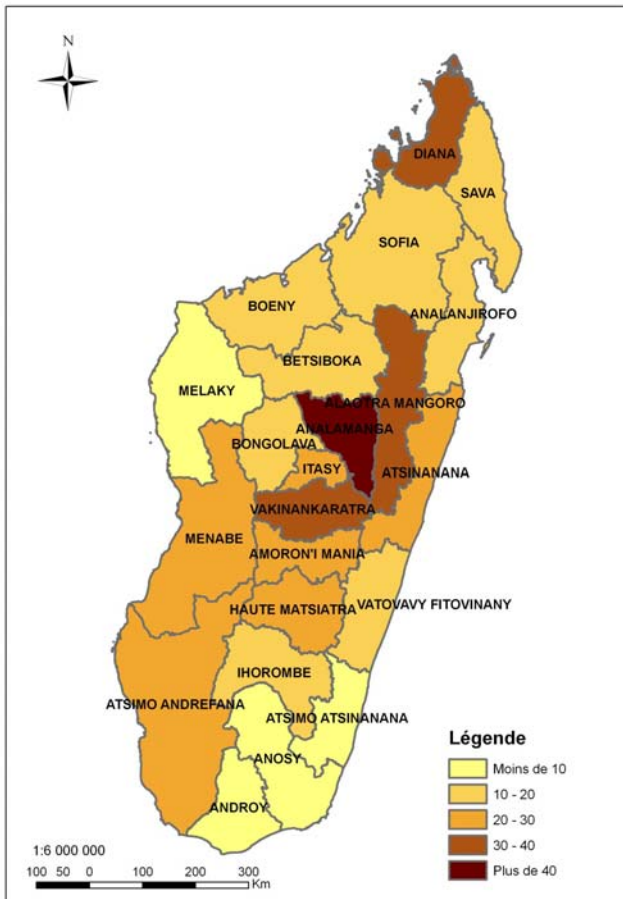 N
DIANA
SAVA
SOFIA
ANALANJIROFO
BOENY
BETSIBOKA
MELAKY
ALAOTRA MANGORO
ANALAMANGA
BONGOLAVA
ATSINANANA
ITASY
VAKINANKARATRA
MENABE
AMORON'I MANIA
VATOVAVY FITOVINANY
HAUTE MATSIATRA
IHOROMBE
ATSIMO ANDREFANA
ATSIMO ATSINANANA
ANOSY
ANDROY
Légende
Moins de 10
10 - 20
20 - 30
30 - 40
Plus de 40
1:6 000 000
100 50 0 100 200 300
Km